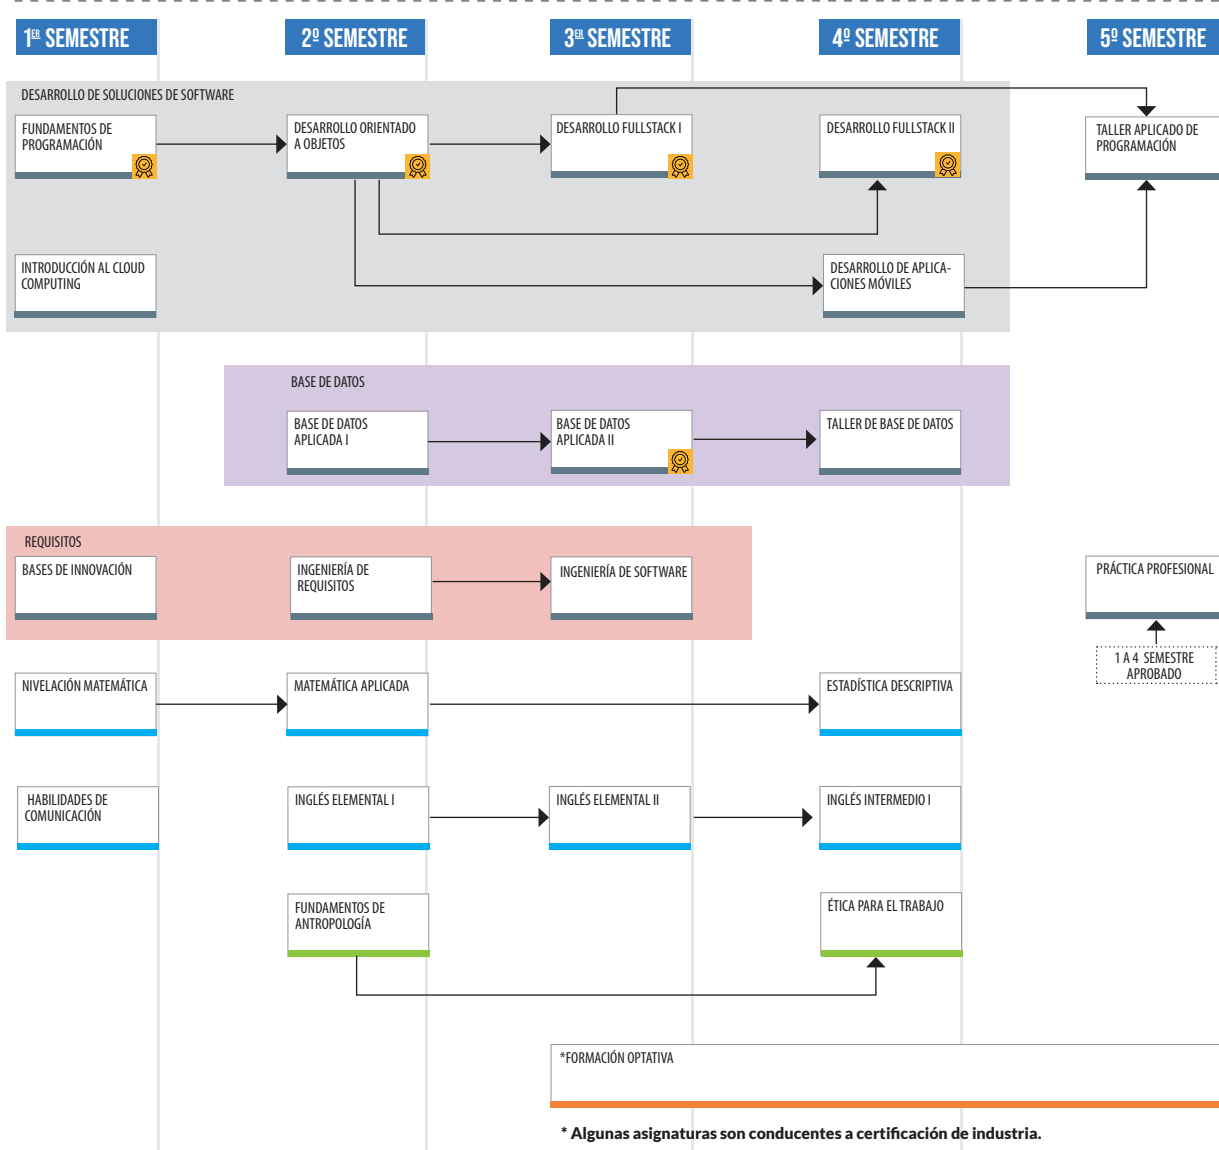 1ER SEMESTRE
2º SEMESTRE
3ER SEMESTRE
4º SEMESTRE
5º SEMESTRE
DESARROLLO DE SOLUCIONES DE SOFTWARE
FUNDAMENTOS DE
PROGRAMACIÓN
DESARROLLO ORIENTADO
A OBJETOS
DESARROLLO FULLSTACK I
DESARROLLO FULLSTACK II
TALLER APLICADO DE
PROGRAMACIÓN
INTRODUCCIÓN AL CLOUD
COMPUTING
DESARROLLO DE APLICA-
CIONES MÓVILES
BASE DE DATOS
BASE DE DATOS
APLICADA I
BASE DE DATOS
APLICADA II
TALLER DE BASE DE DATOS
REQUISITOS
BASES DE INNOVACIÓN
INGENIERÍA DE
REQUISITOS
INGENIERÍA DE SOFTWARE
PRÁCTICA PROFESIONAL
1 A 4 SEMESTRE
APROBADO
NIVELACIÓN MATEMÁTICA
MATEMÁTICA APLICADA
ESTADÍSTICA DESCRIPTIVA
HABILIDADES DE
COMUNICACIÓN
INGLÉS ELEMENTAL I
INGLÉS ELEMENTAL II
INGLÉS INTERMEDIO I
FUNDAMENTOS DE
ANTROPOLOGÍA
ÉTICA PARA EL TRABAJO
*FORMACIÓN OPTATIVA
* Algunas asignaturas son conducentes a certificación de industria.